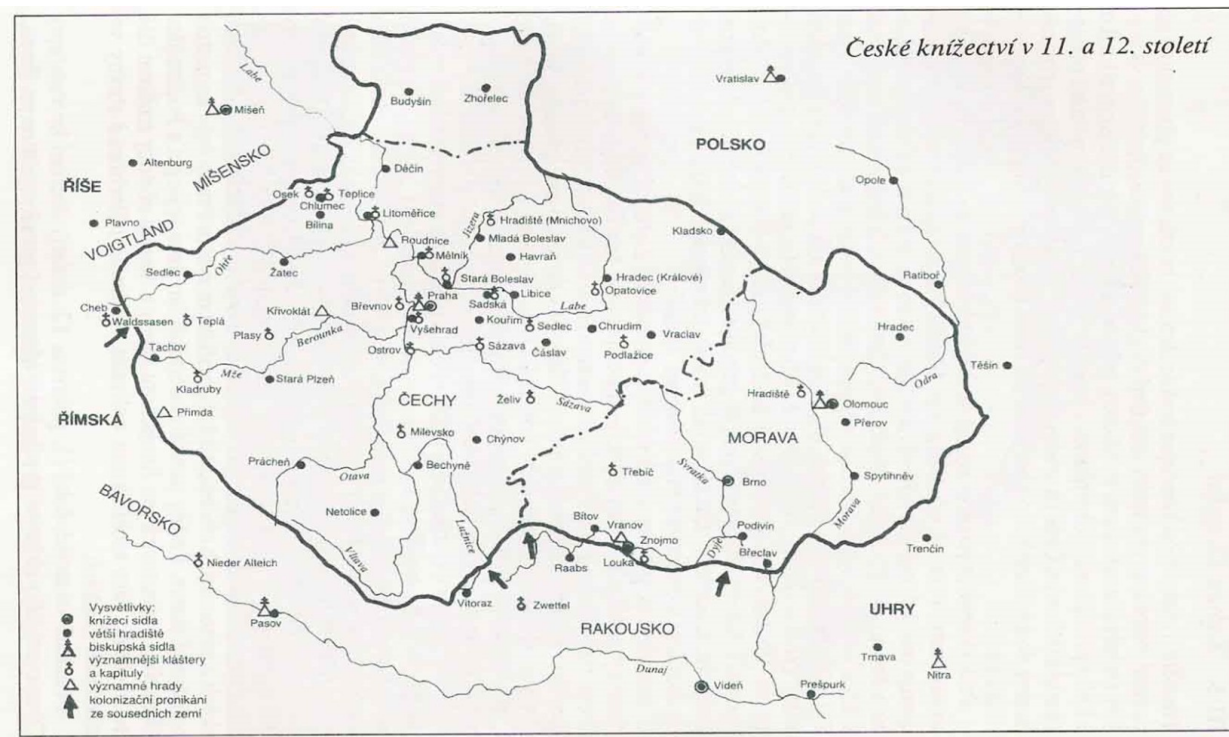 České knížectví v 11. a 12. století
Labe
Budyšín
Zhořelec
Vratislav
Míšeň
POLSKO
Altenburg
MÍŠENSKO
ŘÍŠE
Děčín
Opole
Osek
Teplice
Chlumec
Bílina
Litoměřice
Hradiště (Mnichovo)
Plavno
VOIGTLAND
Roudnice
Jizera
Mladá Boleslav
Kladsko
Mělník
Havraň
Sedlec
Ohře
Žatec
Stará Boleslav
Hradec (Králové)
Opatovice
Ratiboř
Cheb
Waldssasen
Teplá
Křivoklát
Břevnov
Praha
Sadská
Libice
Labe
Vyšehrad
Kouřim
Sedlec
Chrudim
Vraclav
Hradec
Plasy
Berounka
Ostrov
Sázava
Čáslav
Podlažice
Tachov
Mže
Kladruby
Stará Plzeň
Odra
Těšín
ŘÍMSKÁ
Přimda
ČECHY
Želiv
Sázava
Hradiště
Olomouc
Milevsko
Chýnov
MORAVA
Přerov
Prácheň
Otava
Bechyně
Třebíč
Svratka
Brno
Spytihněv
BAVORSKO
Netolice
Lužnice
Bítov
Vranov
Znojmo
Podivín
Morava
Vltava
Louka
Dyje
Břeclav
Trenčín
Nieder Alteich
Raabs
Vitoraz
Zwettel
Pasov
RAKOUSKO
UHRY
Dunaj
Vídeň
Prešpurk
Trnava
Nitra
Vysvětlivky:
knížecí sídla
větší hradiště
biskupská sídla
významnější kláštery
a kapituly
významné hrady
kolonizační pronikání
ze sousedních zemí